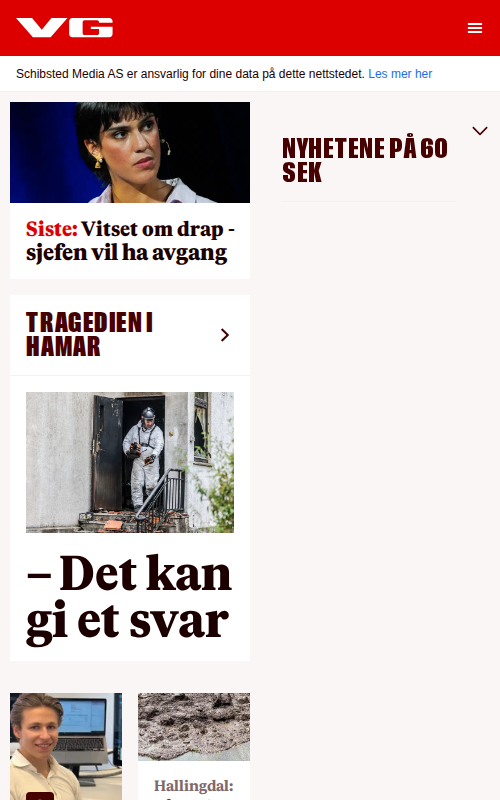 VG
Schibsted Media AS er ansvarlig for dine data på dette nettstedet. Les mer her
Siste: Vitset om drap -
sjefen vil ha avgang
NYHETENE PÅ 60
SEK
TRAGEDIEN I
HAMAR
– Det kan
gi et svar
Hallingdal: